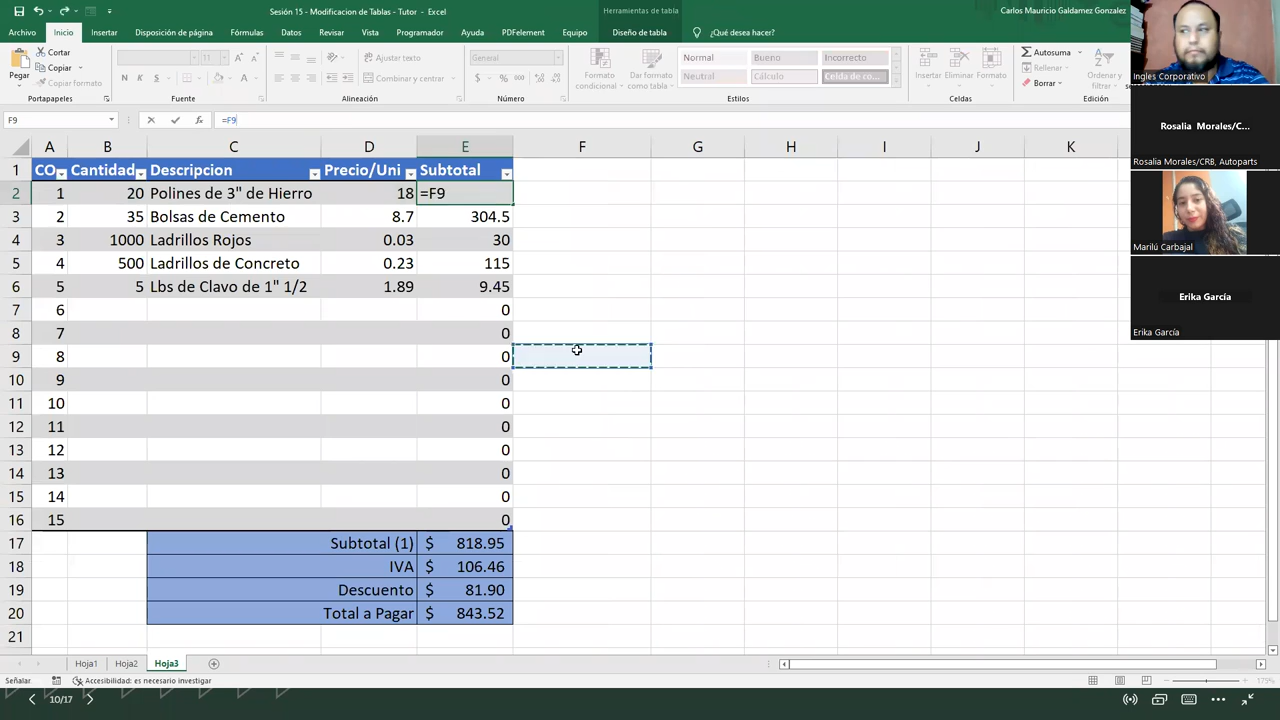 Sesión 15 - Modificacion de Tablas - Tutor - Excel
Herramientas de tabla
Carlos Mauricio Galdamez Gonzalez
Archivo Inicio Insertar Disposición de página Fórmulas Datos Revisar Vista Programador Ayuda PDFelement Equipo Diseño de tabla ¿Qué desea hacer?
Pegar
Cortar
Copiar
Copiar formato
Portapapeles
N K S
Fuente
Ajustar texto
Combinar y centrar
Alineación
General
$ % 000
Número
Formato condicional
Dar formato como tabla
Normal Bueno Incorrecto
Neutral Cálculo Celda de co...
Estilos
Insertar Eliminar Formato
Celdas
Autosuma
Rellenar
Borrar
Ordenar y filtrar
Edición
F9 fx =F9
A B C D E F G H I J K
1 CO Cantidad Descripcion Precio/Uni Subtotal
2 1 20 Polines de 3" de Hierro 18 =F9
3 2 35 Bolsas de Cemento 8.7 304.5
4 3 1000 Ladrillos Rojos 0.03 30
5 4 500 Ladrillos de Concreto 0.23 115
6 5 5 Lbs de Clavo de 1" 1/2 1.89 9.45
7 6 0
8 7 0
9 8 0
10 9 0
11 10 0
12 11 0
13 12 0
14 13 0
15 14 0
16 15 0
17 Subtotal (1) $ 818.95
18 IVA $ 106.46
19 Descuento $ 81.90
20 Total a Pagar $ 843.52
21
Hoja1 Hoja2 Hoja3
Señalar Accesibilidad: es necesario investigar 175%
10/17
Ingles Corporativo
Rosalia Morales/C...
Rosalia Morales/CRB, Autoparts
Marilú Carbajal
Erika García
Erika García